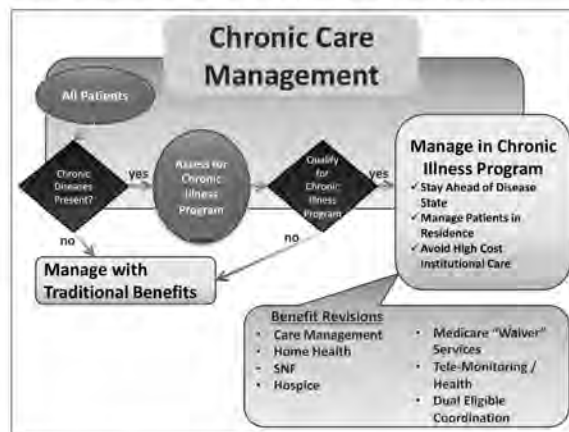 Chronic Care
Management
All Patients
Chronic
Diseases
Present?
yes
Assess for
Chronic
Illness
Program
Qualify
for
Chronic
Illness
Program
yes
Manage in Chronic
Illness Program
✓ Stay Ahead of Disease
State
✓ Manage Patients in
Residence
✓ Avoid High Cost
Institutional Care
no
no
Manage with
Traditional Benefits
Benefit Revisions
• Care Management
• Home Health
• SNF
• Hospice
• Medicare “Waiver”
Services
• Tele-Monitoring /
Health
• Dual Eligible
Coordination